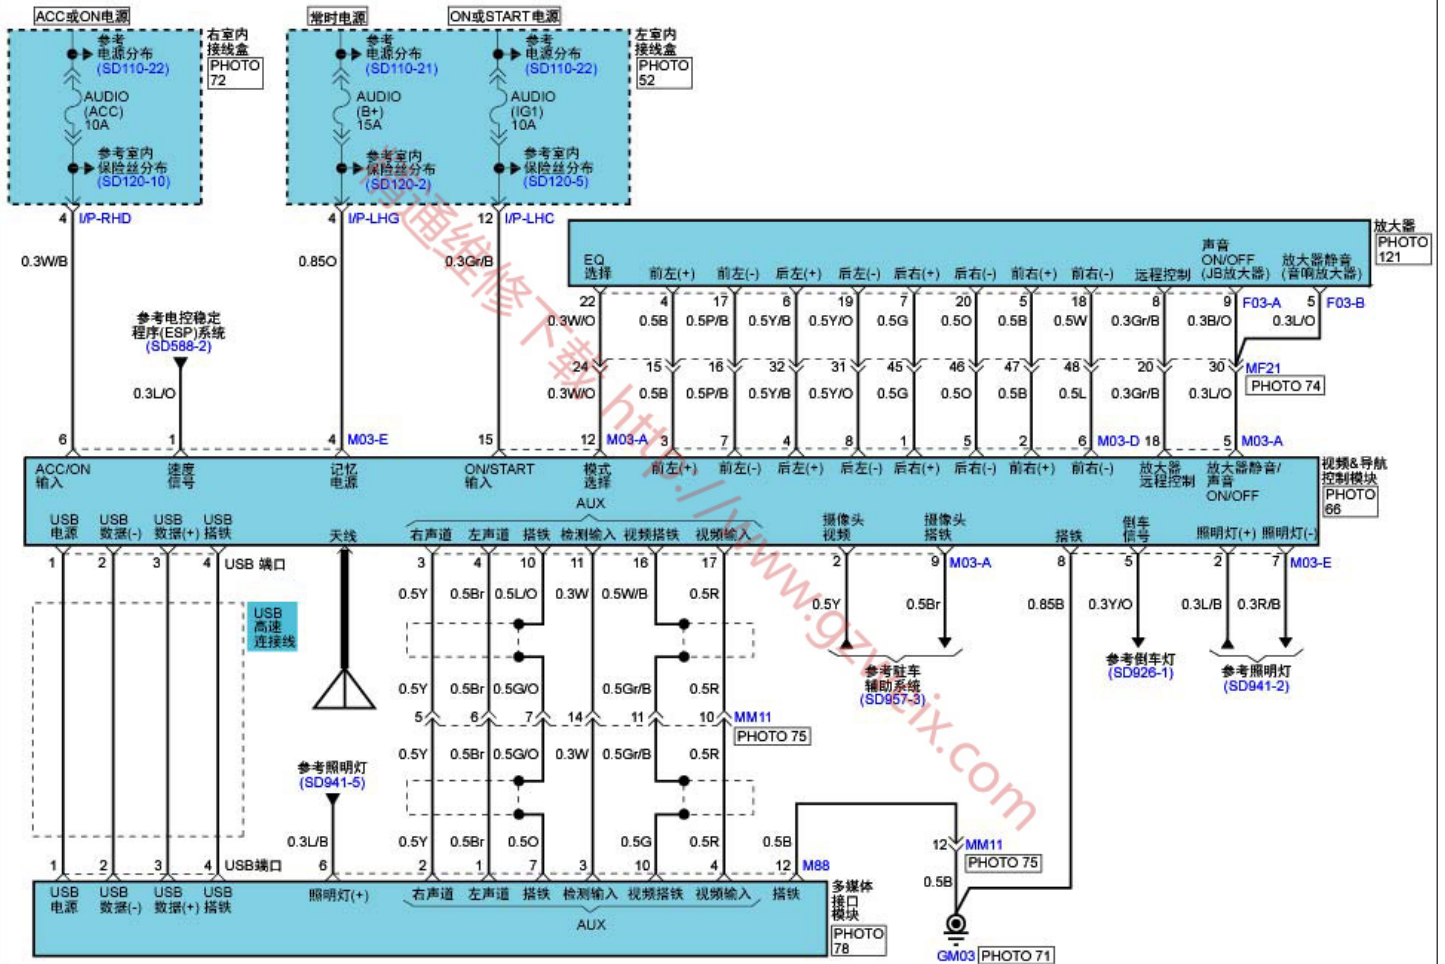 ACC或ON电源
常时电源
ON或START电源
参考
电源分布
(SD110-22)
AUDIO
(ACC)
10A
参考室内
保险丝分布
(SD120-10)
右室内
接线盒
PHOTO
72
参考
电源分布
(SD110-21)
AUDIO
(B+)
15A
参考室内
保险丝分布
(SD120-2)
参考
电源分布
(SD110-22)
AUDIO
(IG1)
10A
参考室内
保险丝分布
(SD120-5)
左室内
接线盒
PHOTO
52
4 I/P-RHD
4 I/P-LHG
12 I/P-LHC
0.3W/B
0.85O
0.3Gr/B
放大器
PHOTO
121
EQ
选择
前左(+) 前左(-) 后左(+) 后左(-) 后右(+) 后右(-) 前右(+) 前右(-) 远程控制
声音
ON/OFF
(JB放大器)
放大器静音
(音响放大器)
22 4 17 6 19 7 20 5 18 8 9 F03-A 5 F03-B
0.3W/O 0.5B 0.5P/B 0.5Y/B 0.5Y/O 0.5G 0.5O 0.5B 0.5W 0.3Gr/B 0.3B/O 0.3L/O
24 15 16 32 31 45 46 47 48 20 30 MF21
PHOTO 74
0.3W/O 0.5B 0.5P/B 0.5Y/B 0.5Y/O 0.5G 0.5O 0.5B 0.5L 0.3Gr/B 0.3L/O
参考电控稳定
程序(ESP)系统
(SD588-2)
0.3L/O
6 1 4 M03-E 15 12 M03-A 3 7 4 8 1 5 2 6 M03-D 18 5 M03-A
ACC/ON
输入
速度
信号
记忆
电源
ON/START
输入
模式
选择
前左(+) 前左(-) 后左(+) 后左(-) 后右(+) 后右(-) 前右(+) 前右(-)
放大器
远程控制
放大器静音/
声音
ON/OFF
视频&导航
控制模块
PHOTO
66
USB
电源
USB
数据(-)
USB
数据(+)
USB
搭铁
天线
AUX
右声道 左声道 搭铁 检测输入 视频搭铁 视频输入
摄像头
视频
摄像头
搭铁
搭铁
倒车
信号
照明灯(+) 照明灯(-)
1 2 3 4 USB 端口
3 4 10 11 16 17 2 9 M03-A 8 5 2 7 M03-E
0.5Y 0.5Br 0.5L/O 0.3W 0.5W/B 0.5R 0.5Y 0.5Br 0.85B 0.3Y/O 0.3L/B 0.3R/B
USB
高速
连接线
参考驻车
辅助系统
(SD957-3)
参考倒车灯
(SD926-1)
参考照明灯
(SD941-2)
0.5Y 0.5Br 0.5G/O 0.5Gr/B 0.5R
5 6 7 14 11 10 MM11
PHOTO 75
0.5Y 0.5Br 0.5G/O 0.3W 0.5Gr/B 0.5R
参考照明灯
(SD941-5)
0.3L/B 0.5Y 0.5Br 0.5O 0.5G 0.5R 0.5B
12 MM11
PHOTO 75
0.5B
1 2 3 4 USB端口
6 2 1 7 3 10 4 12 M88
USB
电源
USB
数据(-)
USB
数据(+)
USB
搭铁
照明灯(+) 右声道 左声道 搭铁 检测输入 视频搭铁 视频输入 搭铁
AUX
多媒体
接口
模块
PHOTO
78
GM03 PHOTO 71
精通维修下载 http://www.gzweix.com